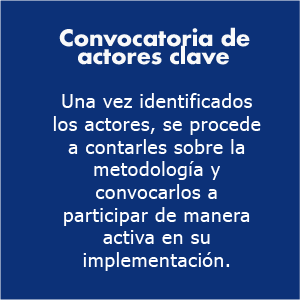 Convocatoria de
actores clave
Una vez identificados
los actores, se procede
a contarles sobre la
metodología y
convocarlos a
participar de manera
activa en su
implementación.